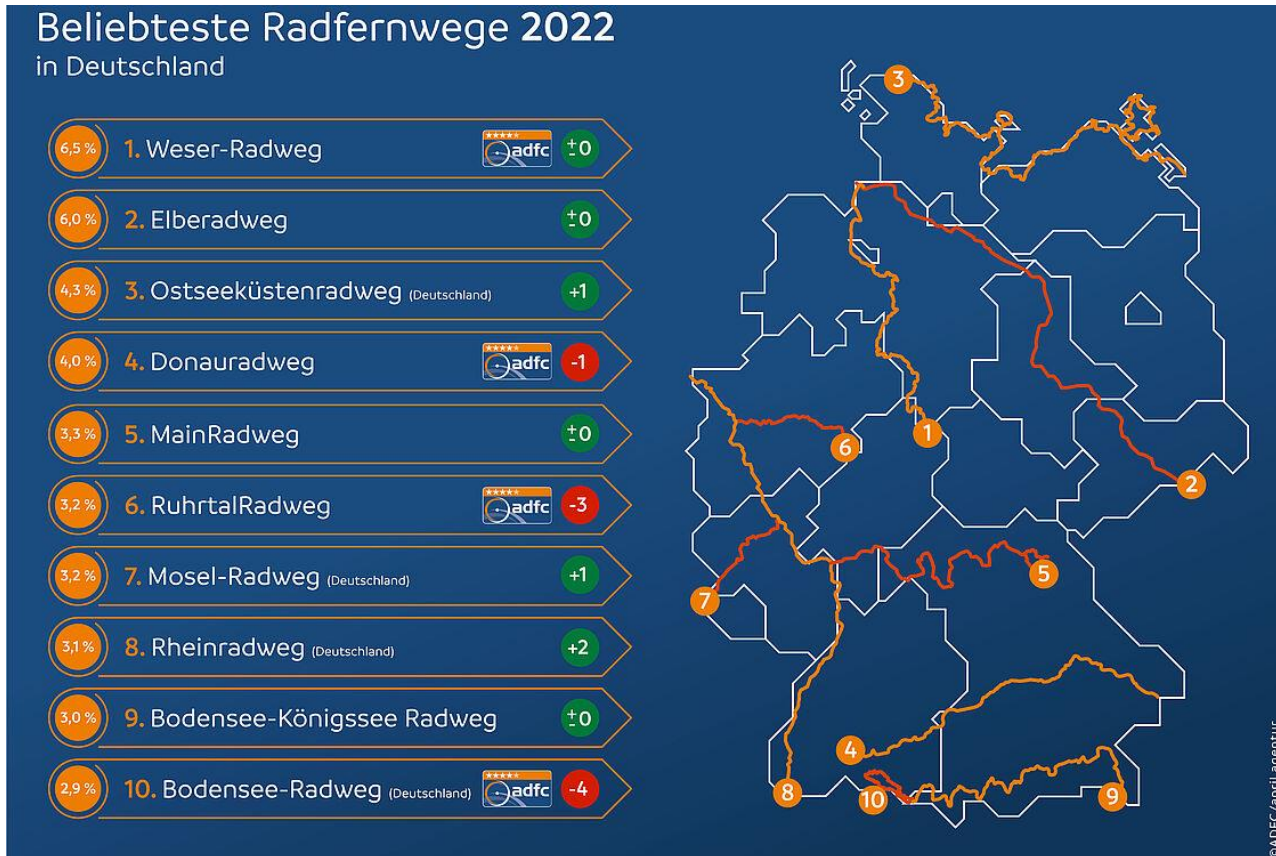 Beliebteste Radfernwege 2022
in Deutschland
6,5 % 1. Weser-Radweg adfc ±0
6,0 % 2. Elberadweg ±0
4,3 % 3. Ostseeküstenradweg (Deutschland) +1
4,0 % 4. Donauradweg adfc -1
3,3 % 5. MainRadweg ±0
3,2 % 6. RuhrtalRadweg adfc -3
3,2 % 7. Mosel-Radweg (Deutschland) +1
3,1 % 8. Rheinradweg (Deutschland) +2
3,0 % 9. Bodensee-Königssee Radweg ±0
2,9 % 10. Bodensee-Radweg (Deutschland) adfc -4
3
1
6
2
5
7
4
8
10
9
©ADFC/april agentur